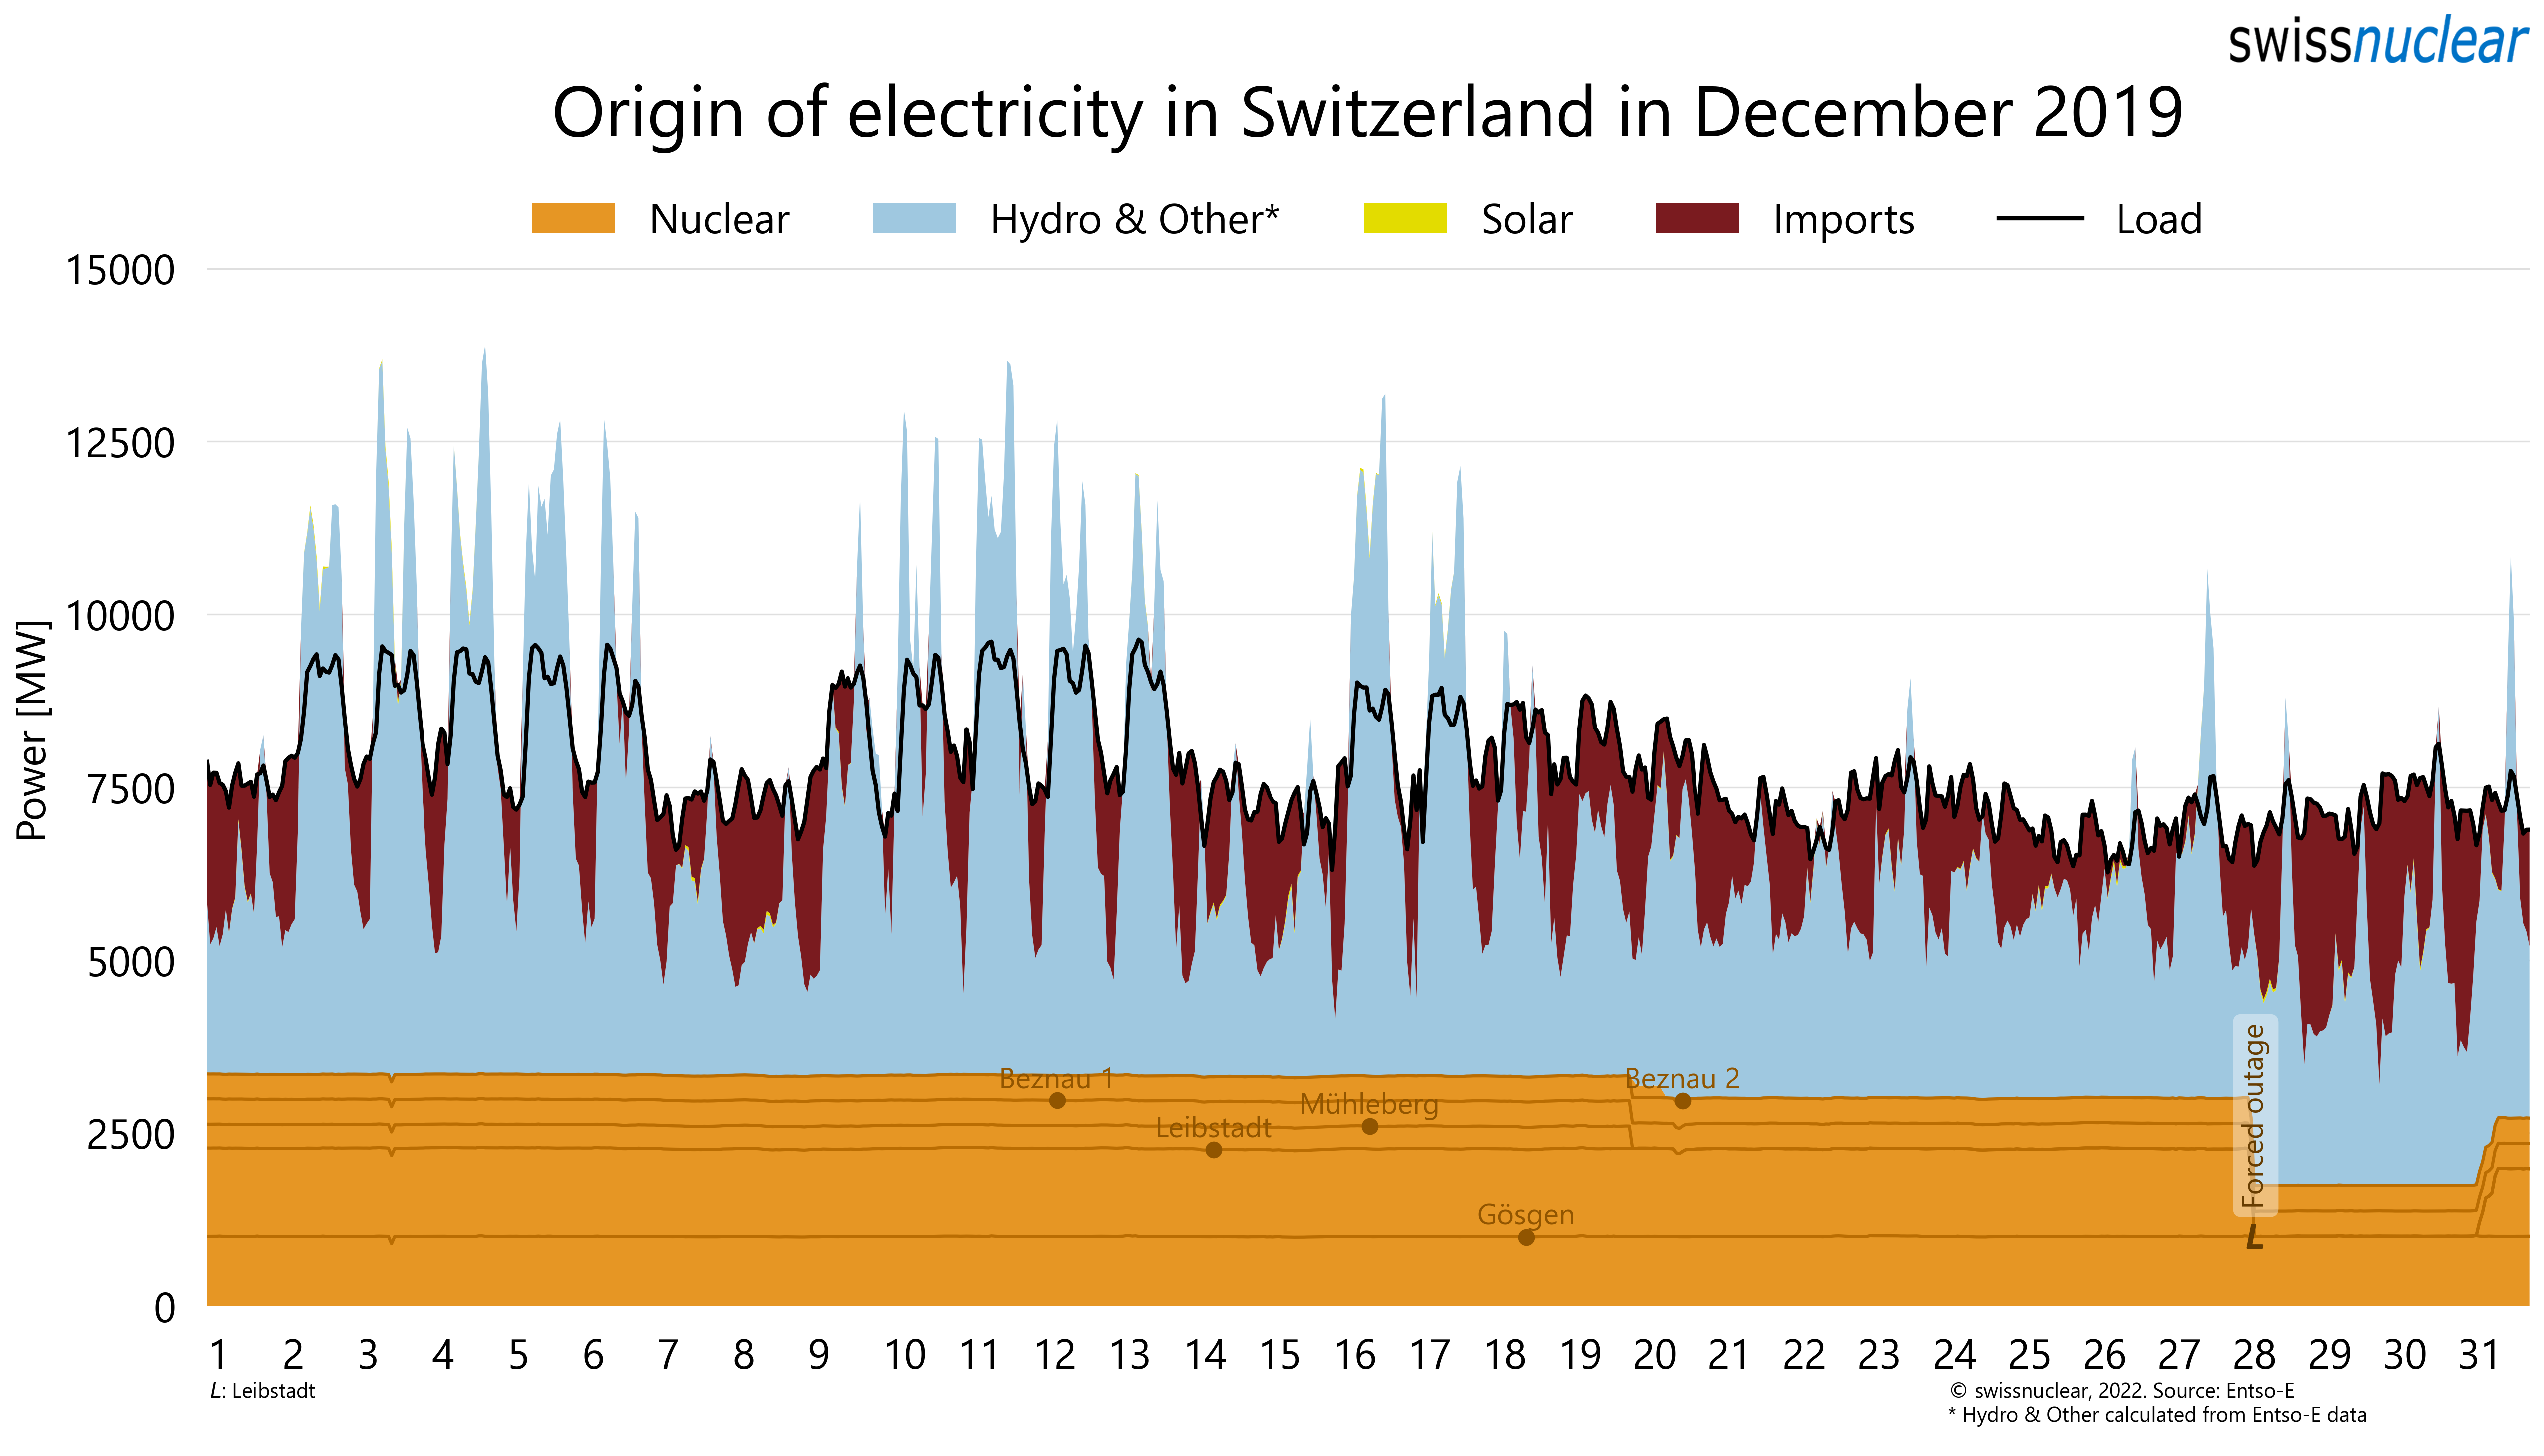 swissnuclear
Origin of electricity in Switzerland in December 2019
Nuclear Hydro & Other* Solar Imports Load
15000
12500
10000
7500
5000
2500
0
Power [MW]
Beznau 1
Beznau 2
Mühleberg
Leibstadt
Gösgen
Forced outage
L
1 2 3 4 5 6 7 8 9 10 11 12 13 14 15 16 17 18 19 20 21 22 23 24 25 26 27 28 29 30 31
L: Leibstadt
© swissnuclear, 2022. Source: Entso-E
* Hydro & Other calculated from Entso-E data